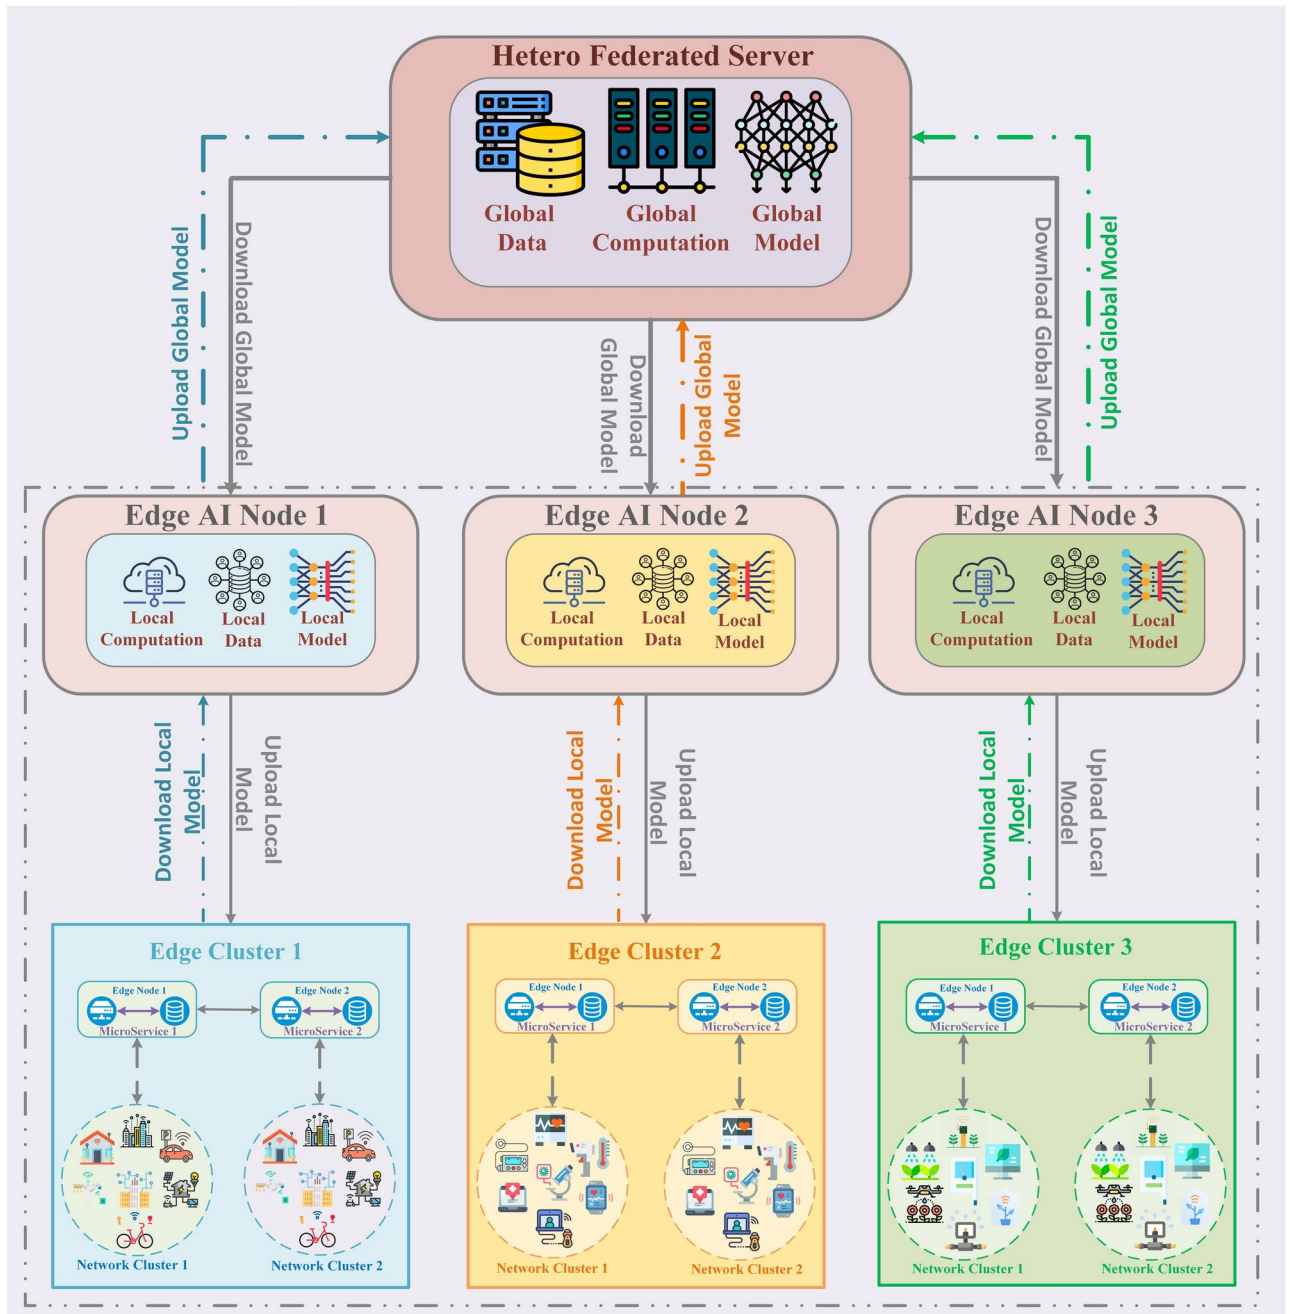 Hetero Federated Server
Global
Data
Global
Computation
Global
Model
Upload Global Model
Download Global Model
Download
Global Model
Upload Global
Model
Download Global Model
Upload Global Model
Edge AI Node 1
Local
Computation
Local
Data
Local
Model
Edge AI Node 2
Local
Computation
Local
Data
Local
Model
Edge AI Node 3
Local
Computation
Local
Data
Local
Model
Download Local
Model
Upload Local
Model
Download Local
Model
Upload Local
Model
Download Local
Model
Upload Local
Model
Edge Cluster 1
Edge Node 1
MicroService 1
Edge Node 2
MicroService 2
Network Cluster 1
Network Cluster 2
Edge Cluster 2
Edge Node 1
MicroService 1
Edge Node 2
MicroService 2
Network Cluster 1
Network Cluster 2
Edge Cluster 3
Edge Node 1
MicroService 1
Edge Node 2
MicroService 2
Network Cluster 1
Network Cluster 2